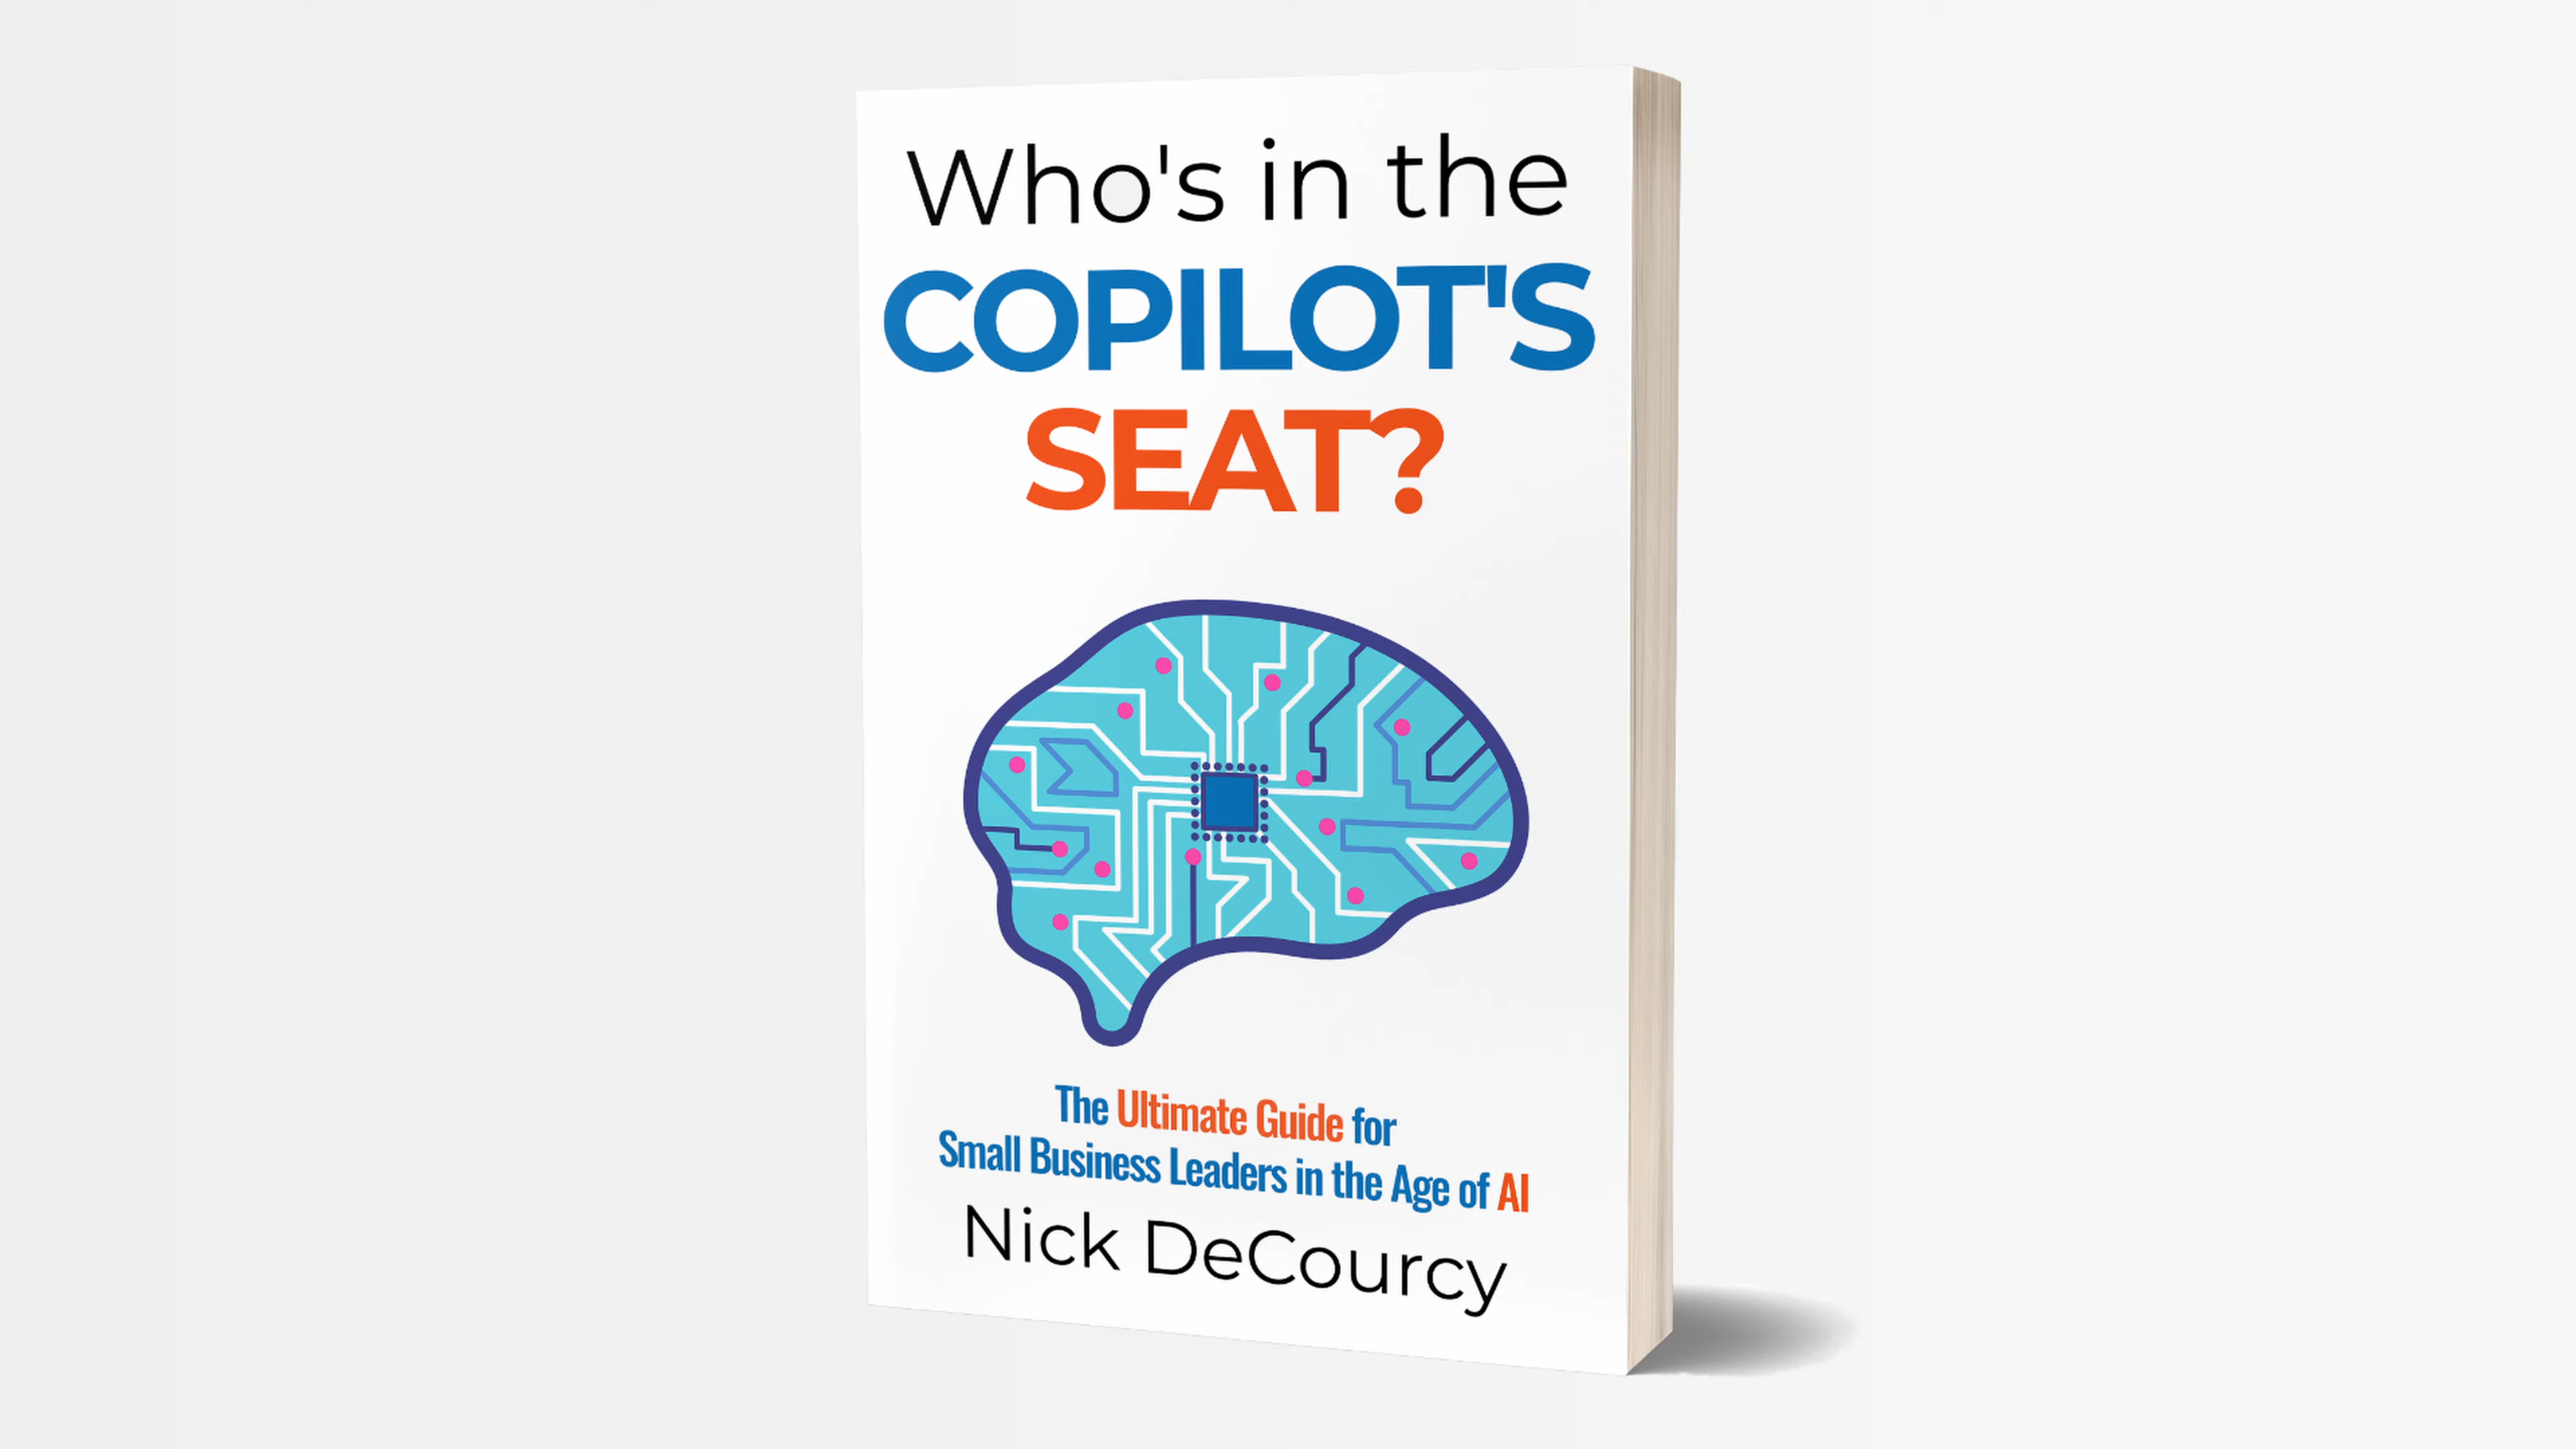 Who's in the
COPILOT'S
SEAT?
The Ultimate Guide for
Small Business Leaders in the Age of AI
Nick DeCourcy